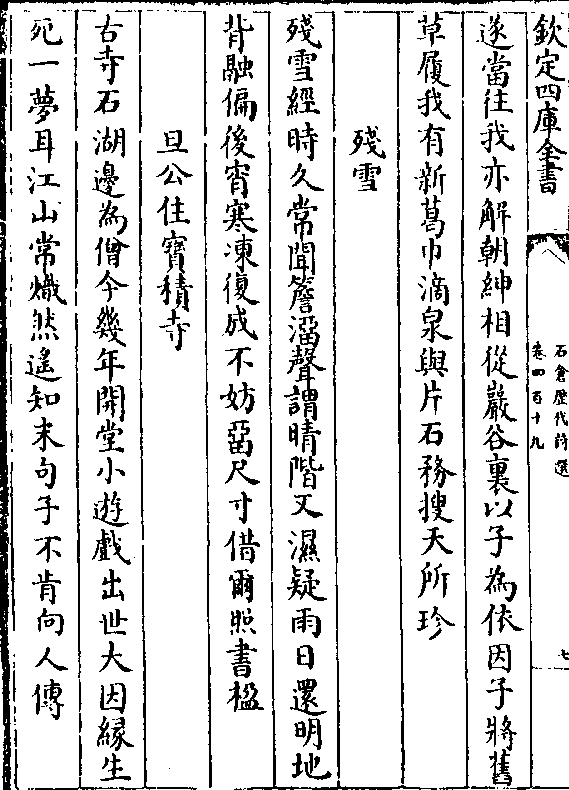 欽定四庫全書
石倉歷代詩選
卷四百十九
七
遂當往我亦解朝紳相從巖谷裏以子為依因子將舊
草履我有新葛巾滴泉與片石務搜天所珍
殘雪
殘雪經時久常聞簷溜聲謂晴階又濕疑雨日還明地
背融偏後宵寒凍復成不妨留尺寸借爾照書楹
旦公住寶積寺
古寺石湖邊為僧今幾年開堂小遊戲出世大因緣生
死一夢耳江山常熾然遙知末句子不肯向人傳